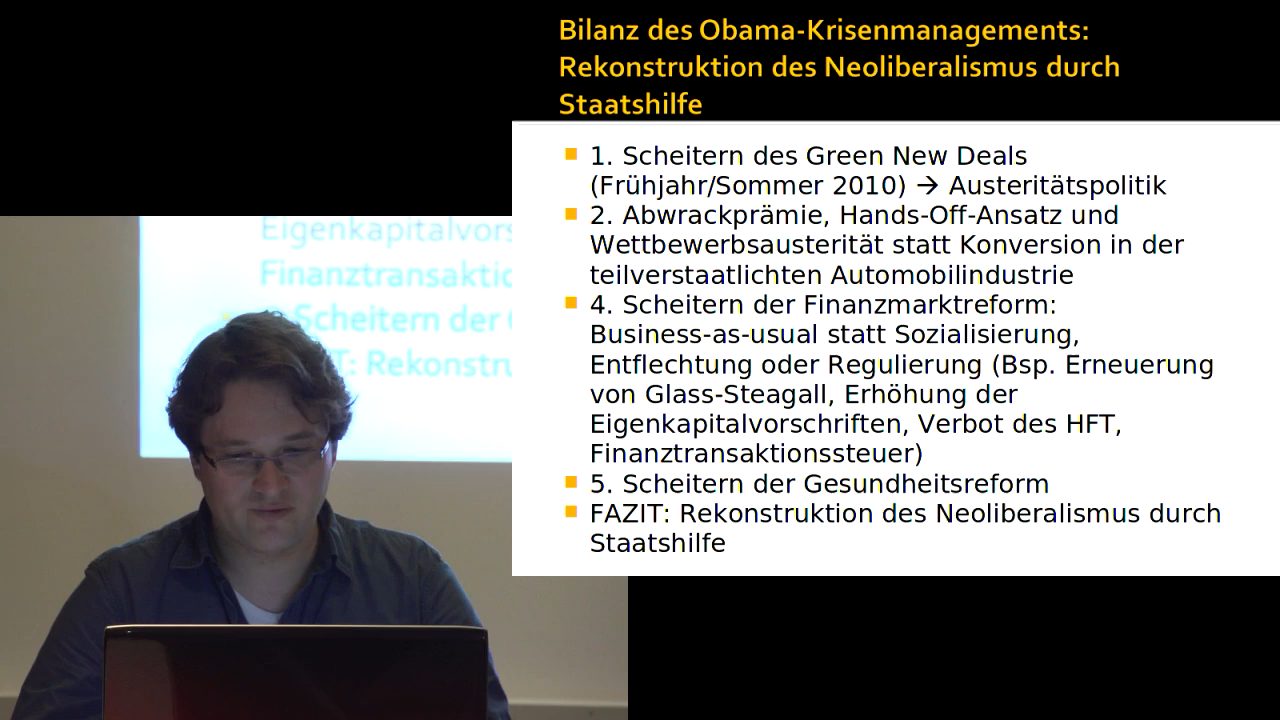 Bilanz des Obama-Krisenmanagements:
Rekonstruktion des Neoliberalismus durch
Staatshilfe
1. Scheitern des Green New Deals
(Frühjahr/Sommer 2010) → Austeritätspolitik
2. Abwrackprämie, Hands-Off-Ansatz und
Wettbewerbsausterität statt Konversion in der
teilverstaatlichten Automobilindustrie
4. Scheitern der Finanzmarktreform:
Business-as-usual statt Sozialisierung,
Entflechtung oder Regulierung (Bsp. Erneuerung
von Glass-Steagall, Erhöhung der
Eigenkapitalvorschriften, Verbot des HFT,
Finanztransaktionssteuer)
5. Scheitern der Gesundheitsreform
FAZIT: Rekonstruktion des Neoliberalismus durch
Staatshilfe
Eigenkapitalvors
Finanztransaktio
Scheitern der
T: Rekonstru